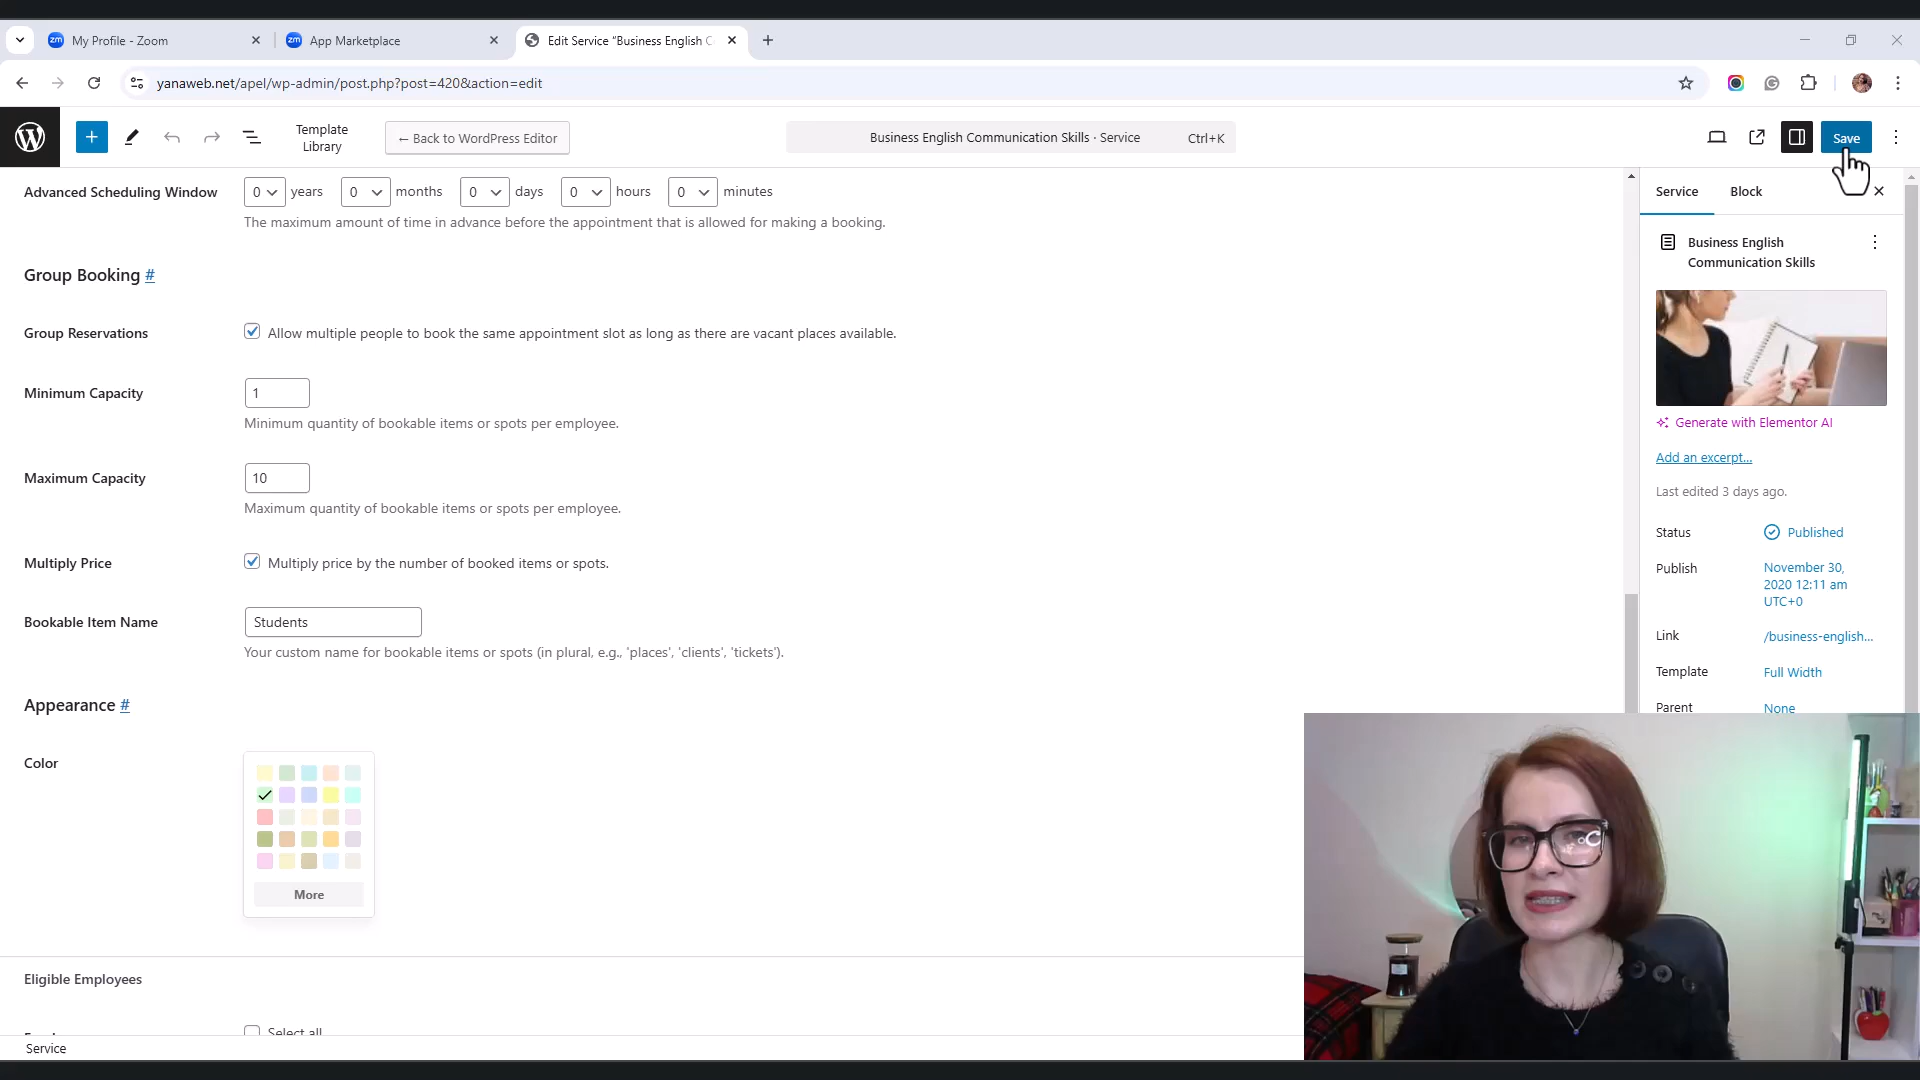 My Profile - Zoom
App Marketplace
Edit Service “Business English C
yanaweb.net/apel/wp-admin/post.php?post=420&action=edit
Template
Library
← Back to WordPress Editor
Business English Communication Skills · Service
Ctrl+K
Save
Advanced Scheduling Window
0 years
0 months
0 days
0 hours
0 minutes
The maximum amount of time in advance before the appointment that is allowed for making a booking.
Group Booking #
Group Reservations
Allow multiple people to book the same appointment slot as long as there are vacant places available.
Minimum Capacity
1
Minimum quantity of bookable items or spots per employee.
Maximum Capacity
10
Maximum quantity of bookable items or spots per employee.
Multiply Price
Multiply price by the number of booked items or spots.
Bookable Item Name
Students
Your custom name for bookable items or spots (in plural, e.g., 'places', 'clients', 'tickets').
Appearance #
Color
More
Eligible Employees
Select all
Service
Service
Block
Business English
Communication Skills
Generate with Elementor AI
Add an excerpt...
Last edited 3 days ago.
Status
Published
Publish
November 30,
2020 12:11 am
UTC+0
Link
/business-english...
Template
Full Width
Parent
None